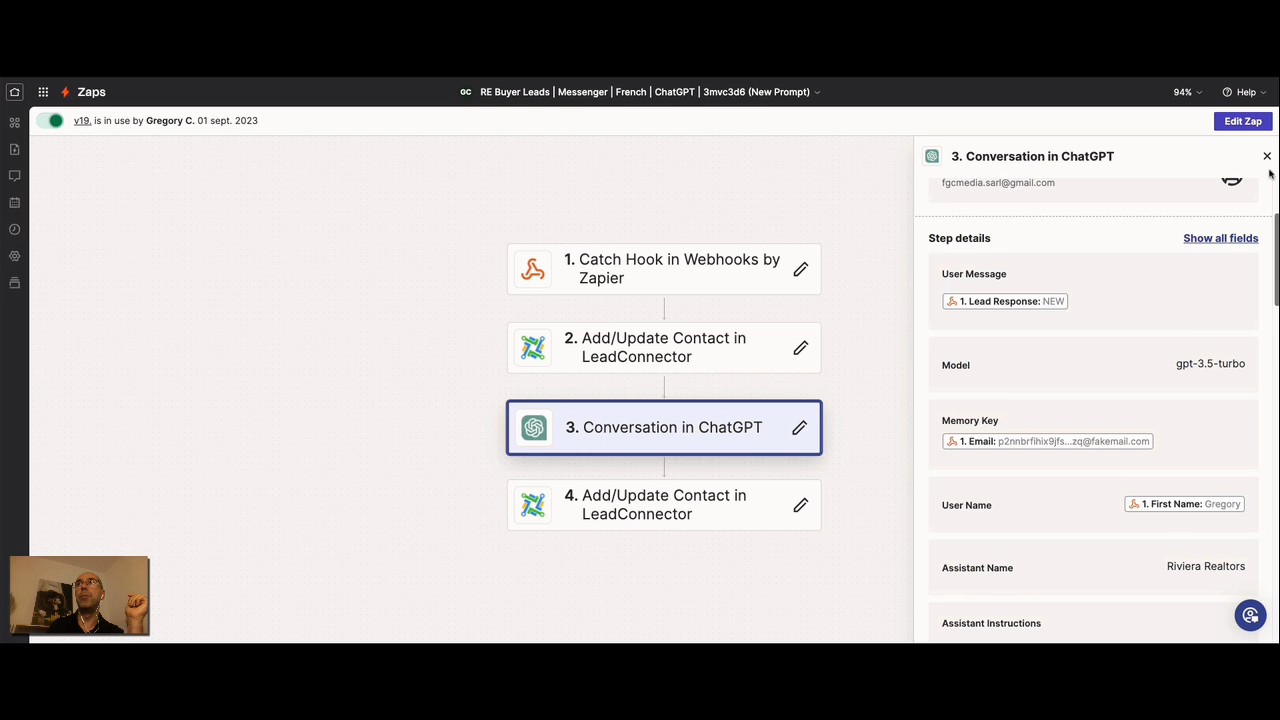 Zaps
GC RE Buyer Leads | Messenger | French | ChatGPT | 3mvc3d6 (New Prompt)
94%
Help
v19. is in use by Gregory C. 01 sept. 2023
Edit Zap
1. Catch Hook in Webhooks by
Zapier
2. Add/Update Contact in
LeadConnector
3. Conversation in ChatGPT
4. Add/Update Contact in
LeadConnector
3. Conversation in ChatGPT
fgcmedia.sarl@gmail.com
Step details
Show all fields
User Message
1. Lead Response: NEW
Model
gpt-3.5-turbo
Memory Key
1. Email: p2nnbrfihix9jfs...zq@fakemail.com
User Name
1. First Name: Gregory
Assistant Name
Riviera Realtors
Assistant Instructions